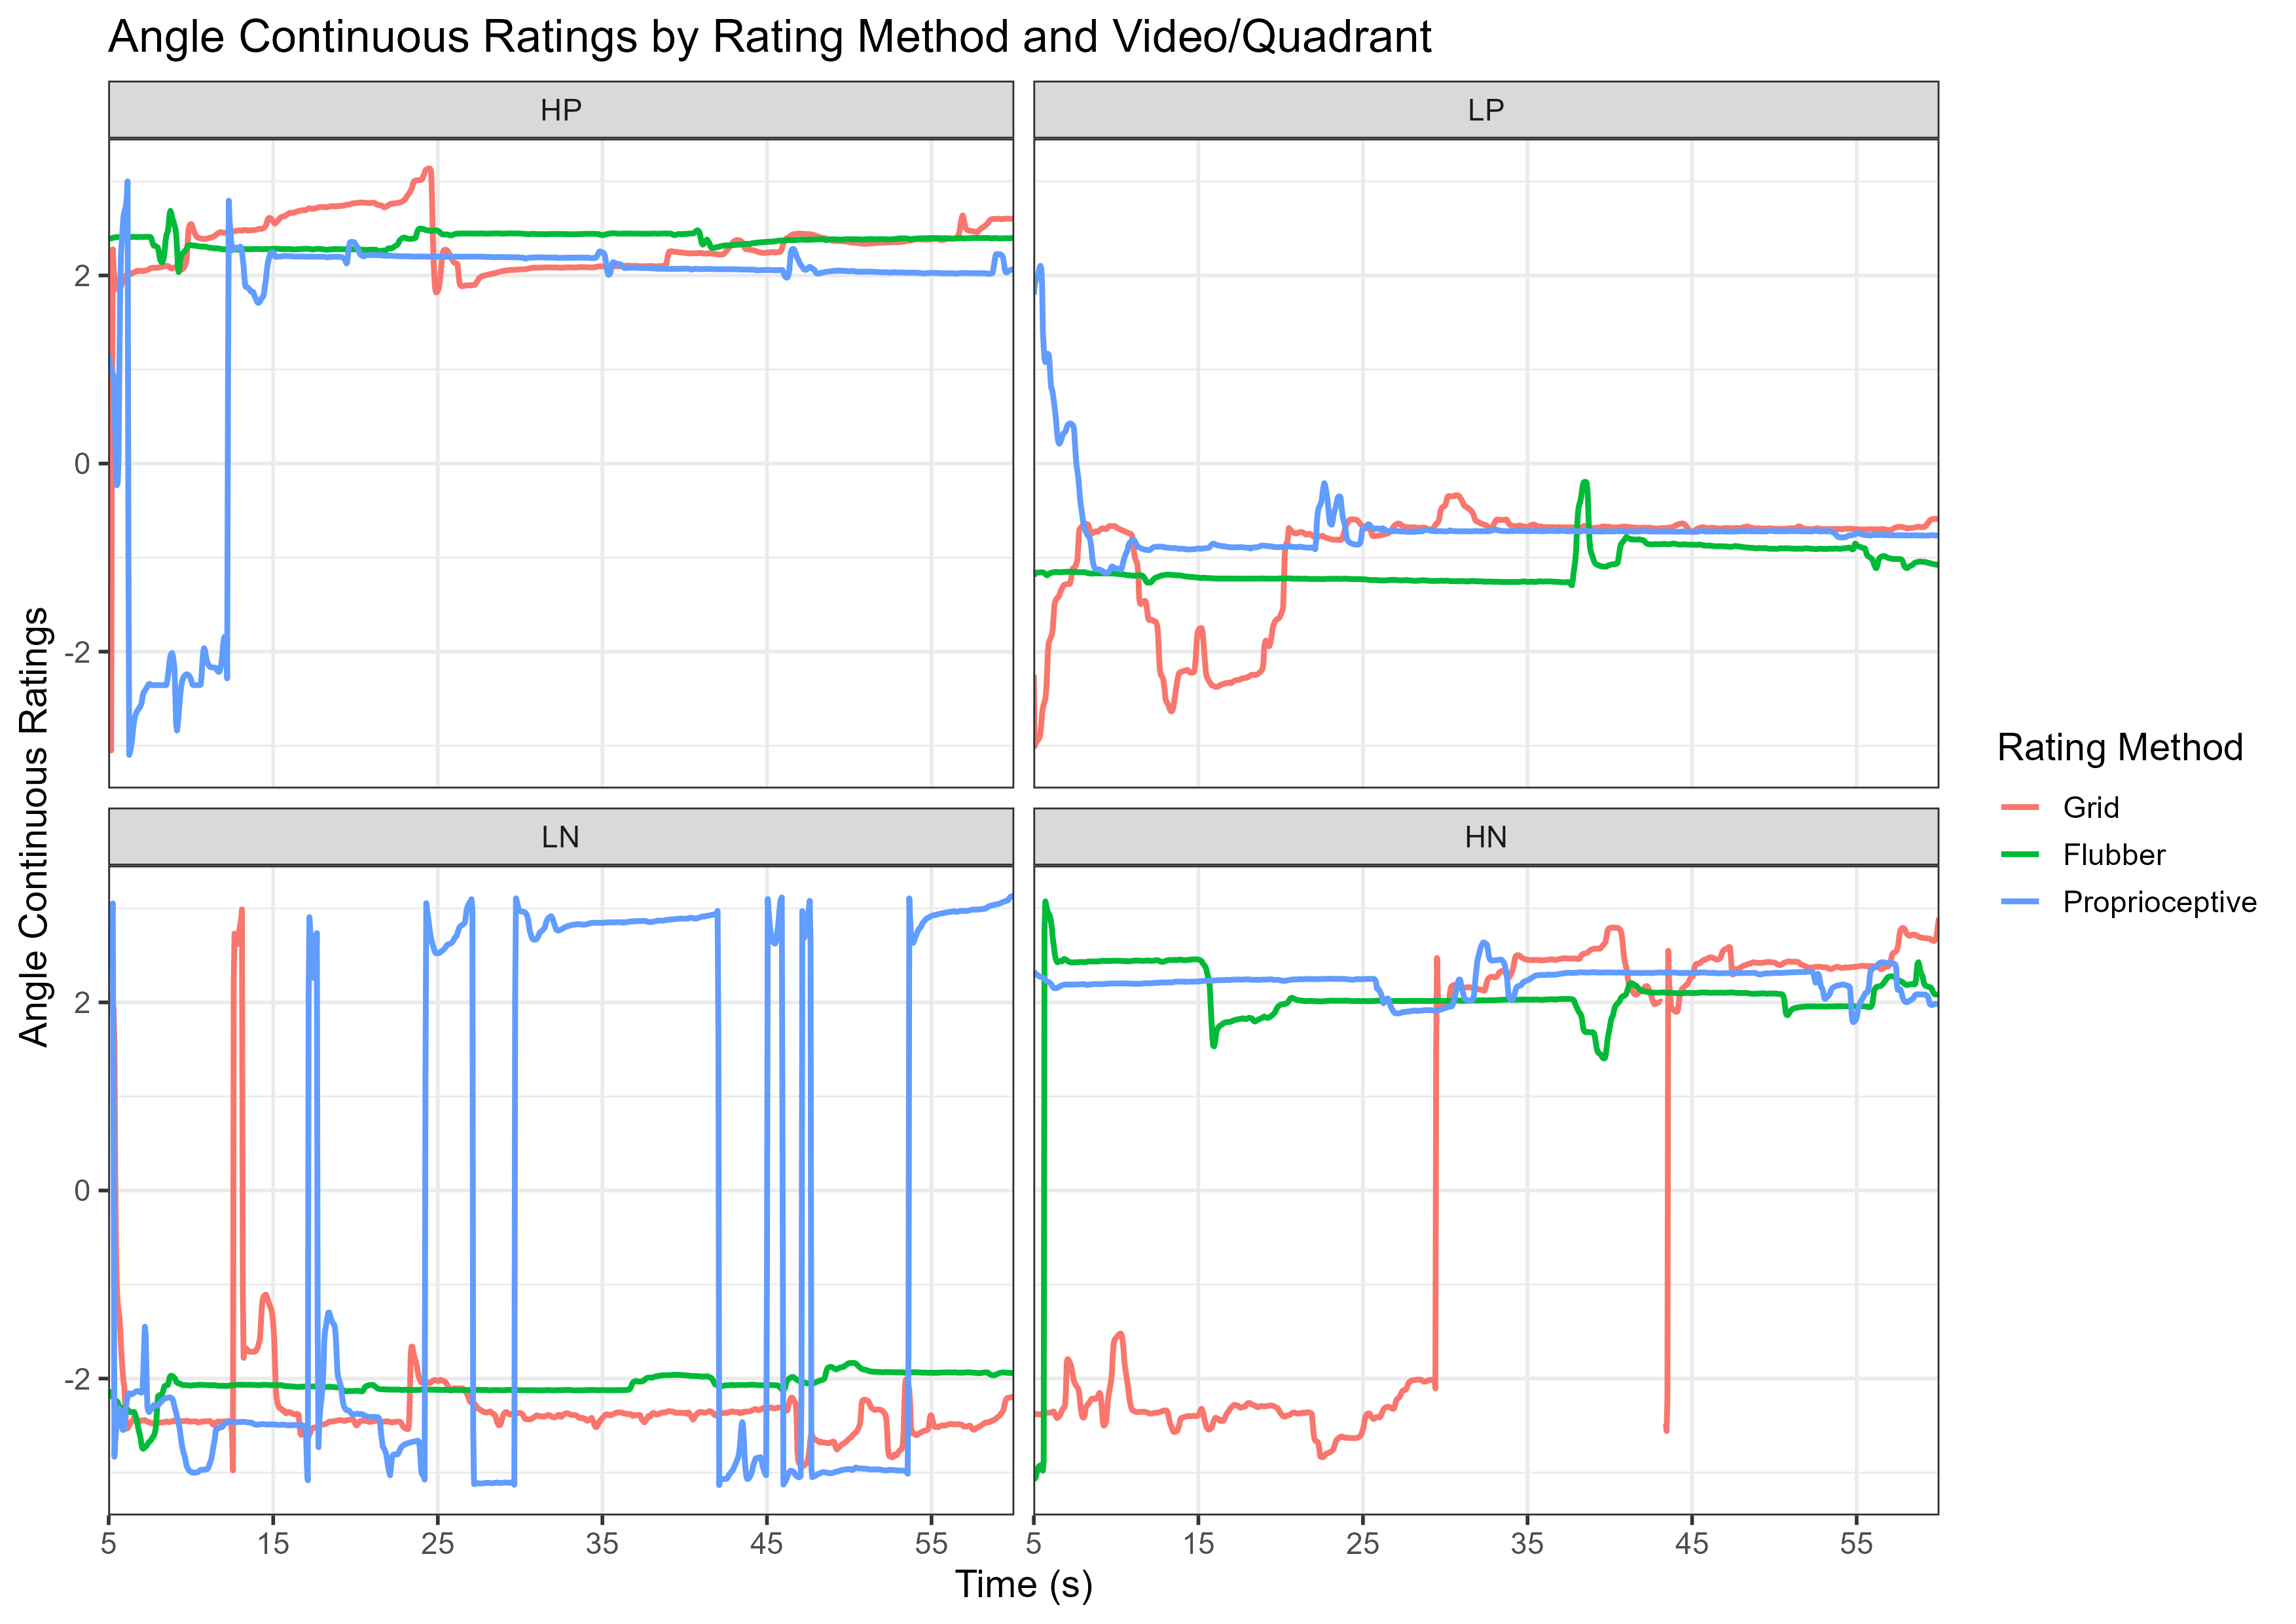 Angle Continuous Ratings by Rating Method and Video/Quadrant
HP
LP
2
0
-2
LN
HN
2
0
-2
5 15 25 35 45 55
5 15 25 35 45 55
Time (s)
Angle Continuous Ratings
Rating Method
Grid
Flubber
Proprioceptive